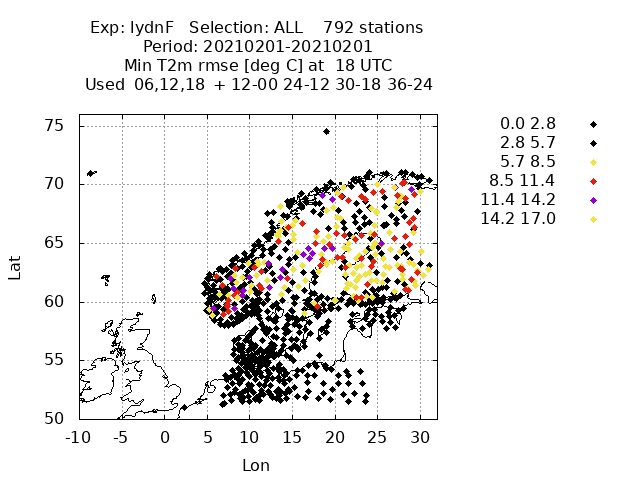 Exp: IydnF   Selection: ALL    792 stations
Period: 20210201-20210201
Min T2m rmse [deg C] at  18 UTC
Used  06,12,18  + 12-00 24-12 30-18 36-24
0.0 2.8
2.8 5.7
5.7 8.5
8.5 11.4
11.4 14.2
14.2 17.0
75
70
65
60
55
50
Lat
-10 -5 0 5 10 15 20 25 30
Lon